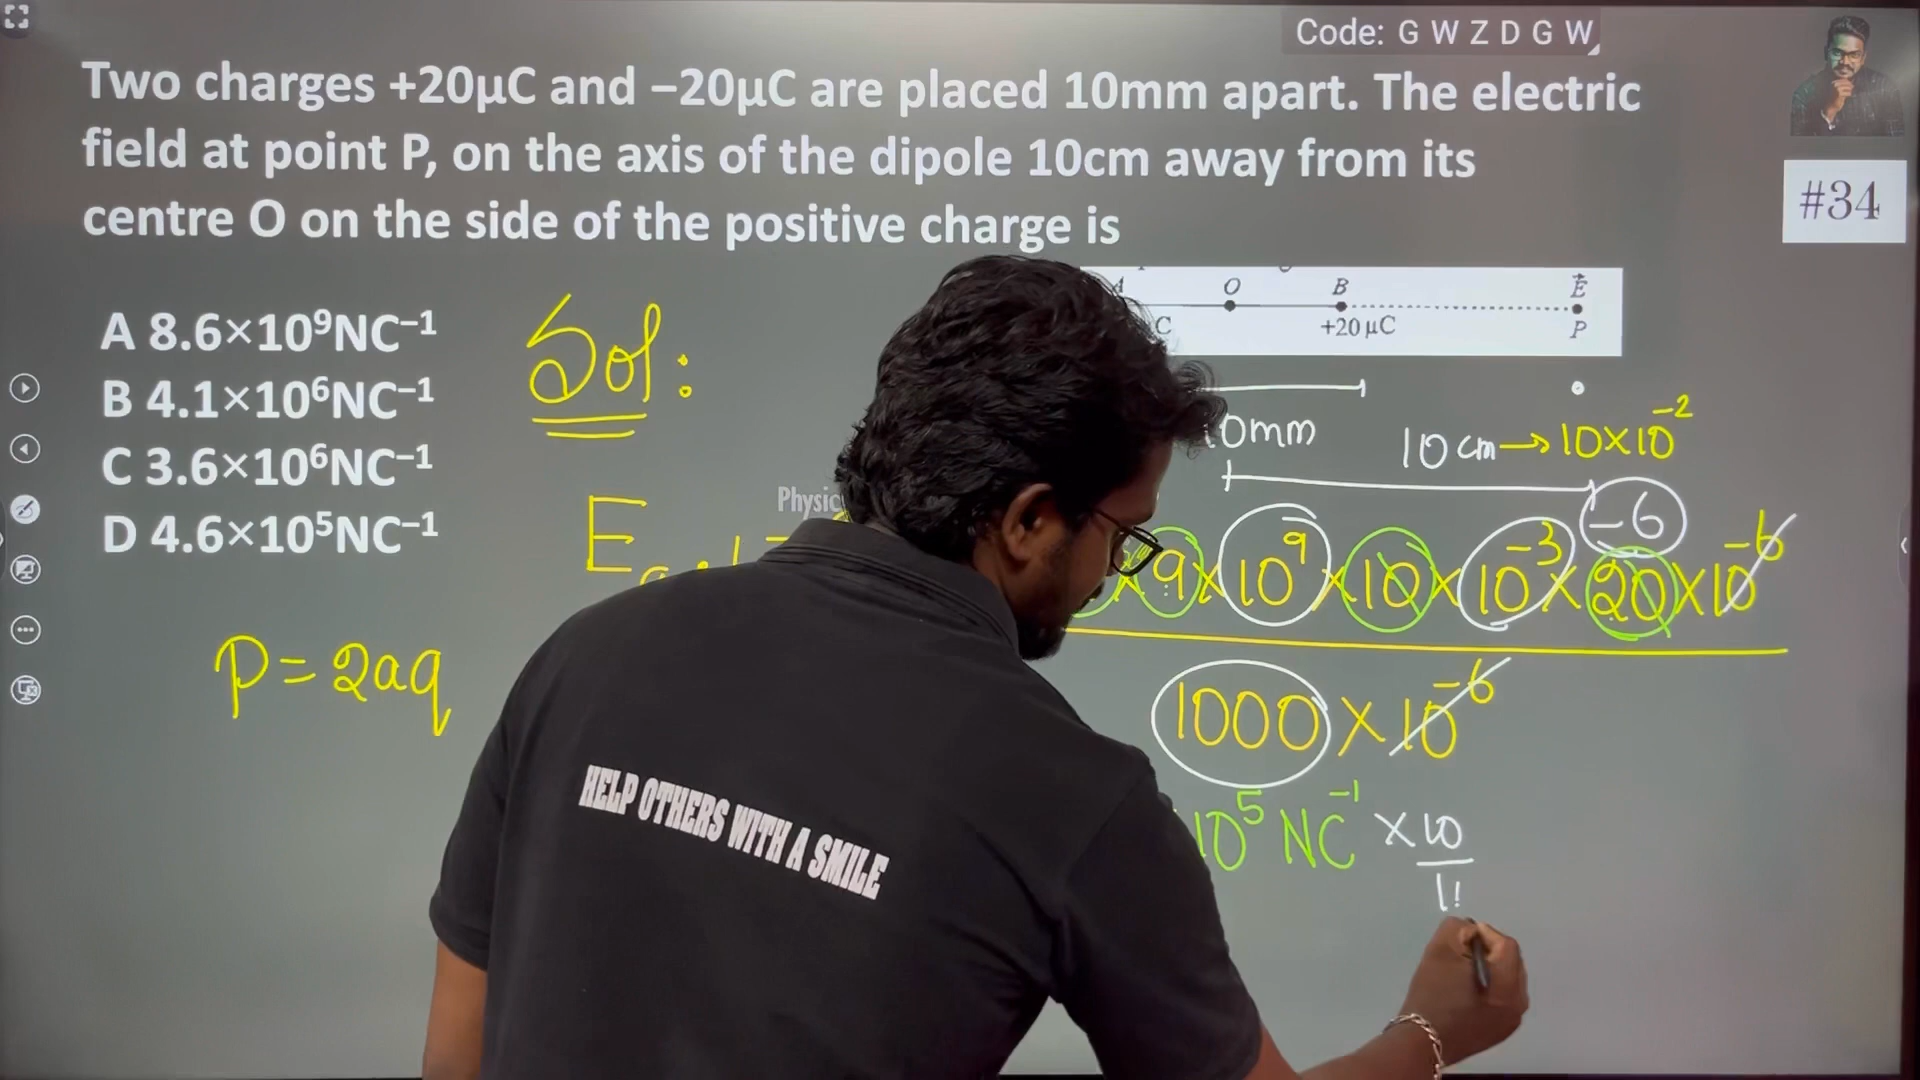 Code: G W Z D G W
Two charges +20μC and −20μC are placed 10mm apart. The electric
field at point P, on the axis of the dipole 10cm away from its
centre O on the side of the positive charge is
#34
A 8.6×10⁹NC⁻¹
B 4.1×10⁶NC⁻¹
C 3.6×10⁶NC⁻¹
D 4.6×10⁵NC⁻¹
Sol:
A O B E⃗
C +20 μC P
0mm
10 cm → 10×10⁻²
E
-6
× 9 × 10⁹ × 10 × 10⁻³ × 20 × 10⁻⁶
1000 × 10⁻⁶
P = 2aq
10⁵ NC⁻¹ × 10
HELP OTHERS WITH A SMILE